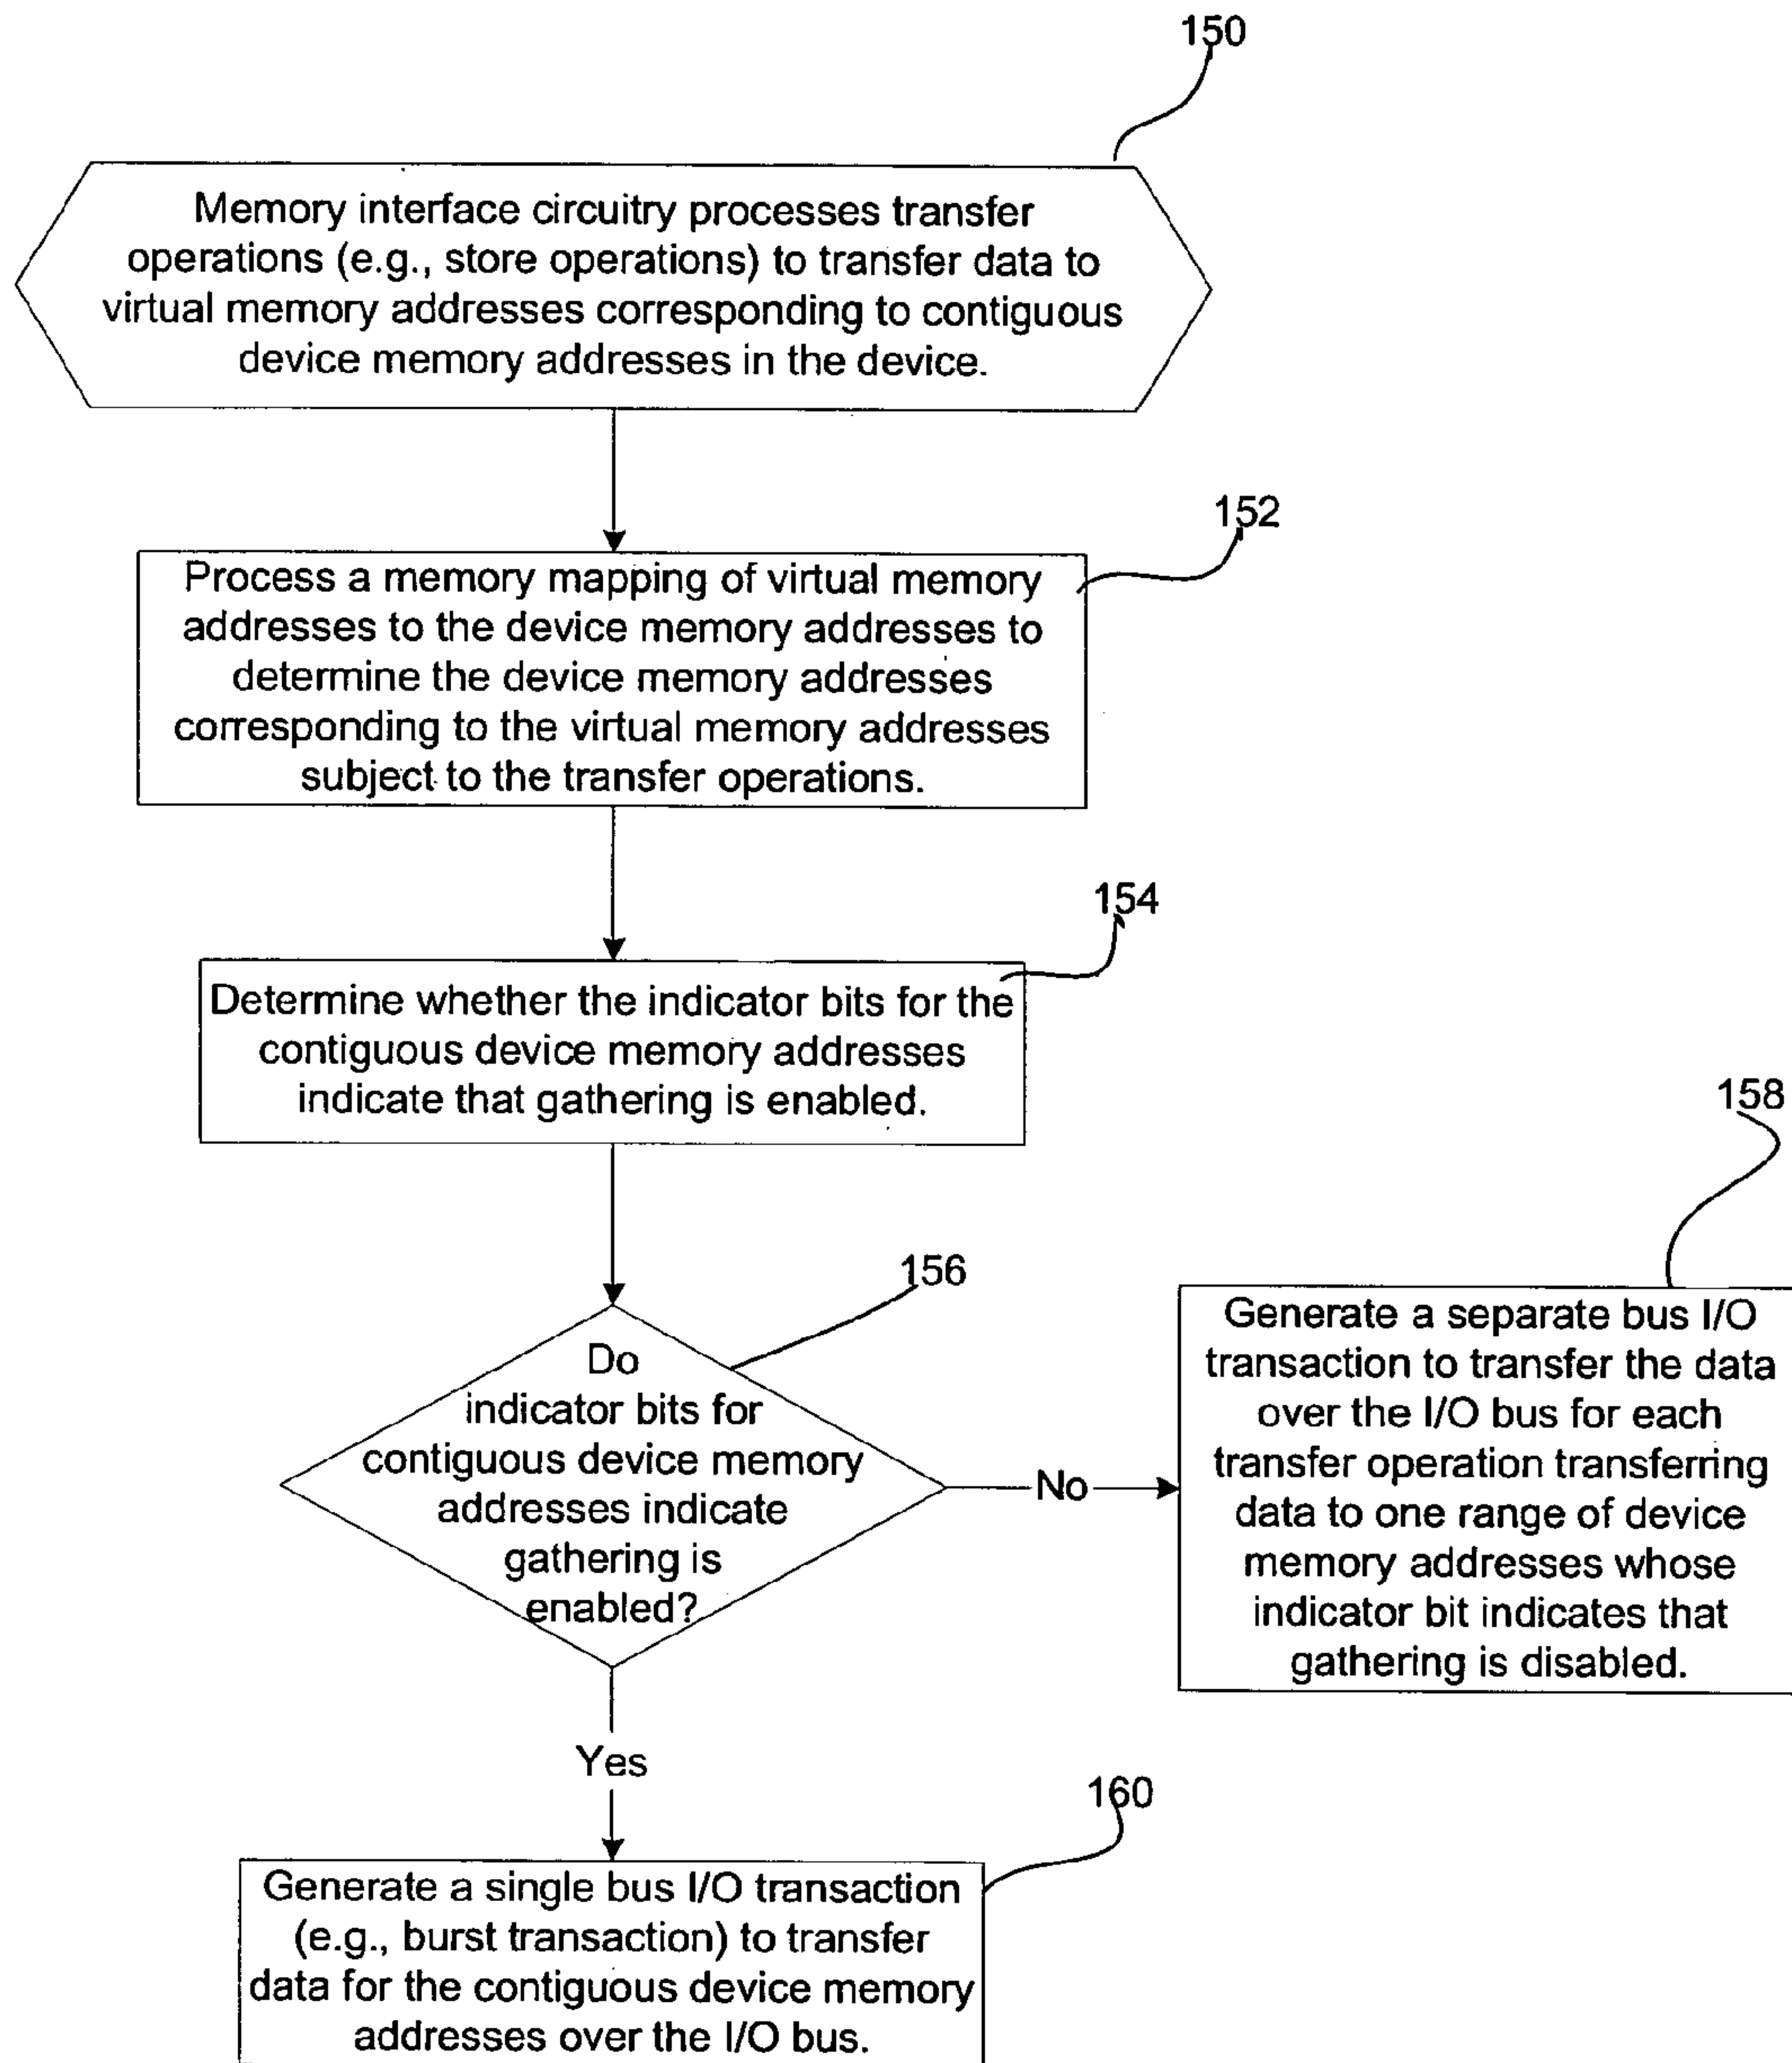 150
Memory interface circuitry processes transfer
operations (e.g., store operations) to transfer data to
virtual memory addresses corresponding to contiguous
device memory addresses in the device.
152
Process a memory mapping of virtual memory
addresses to the device memory addresses to
determine the device memory addresses
corresponding to the virtual memory addresses
subject to the transfer operations.
154
Determine whether the indicator bits for the
contiguous device memory addresses
indicate that gathering is enabled.
156
Do
indicator bits for
contiguous device memory
addresses indicate
gathering is
enabled?
No
158
Generate a separate bus I/O
transaction to transfer the data
over the I/O bus for each
transfer operation transferring
data to one range of device
memory addresses whose
indicator bit indicates that
gathering is disabled.
Yes
160
Generate a single bus I/O transaction
(e.g., burst transaction) to transfer
data for the contiguous device memory
addresses over the I/O bus.